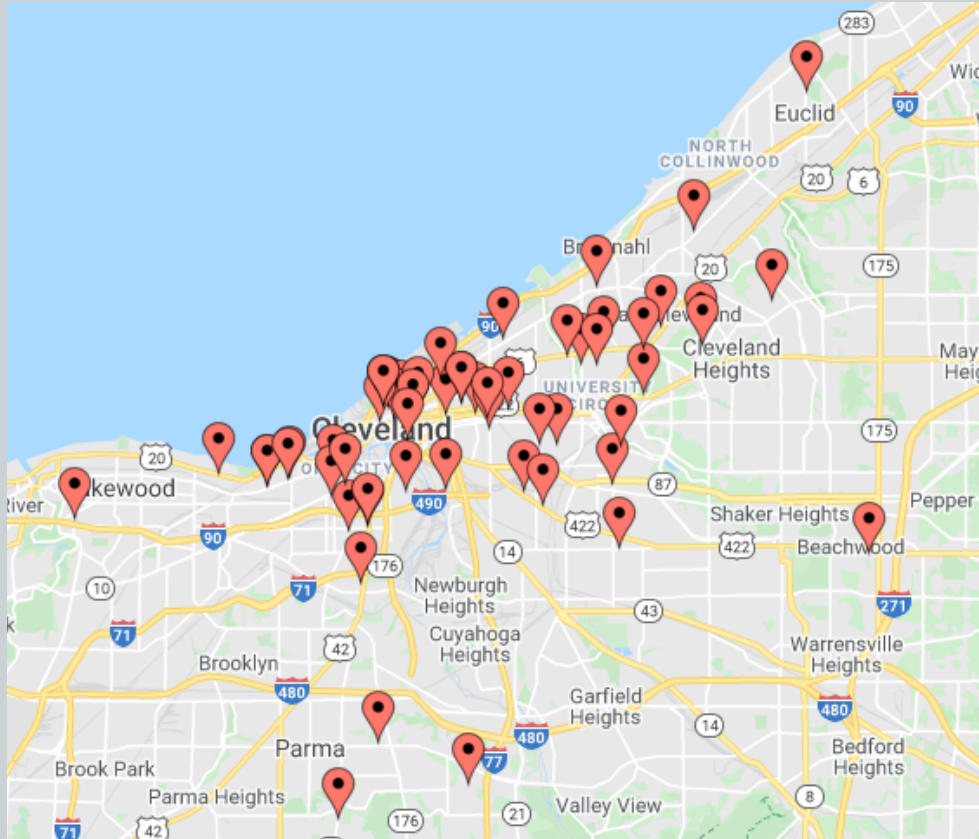 283
Wic
90
Euclid
NORTH
COLLINWOOD
20
6
20
175
90
Cleveland
Heights
May
Heig
UNIVERSITY
Cleveland
175
20
490
87
Pepper
River
Shaker Heights
422
422
Beachwood
90
14
176
10
71
Newburgh
Heights
271
43
k
71
42
Cuyahoga
Heights
Warrensville
Heights
Brooklyn
480
480
Garfield
Heights
14
480
Parma
77
Bedford
Heights
Brook Park
Parma Heights
8
Valley View
176
21
71
42